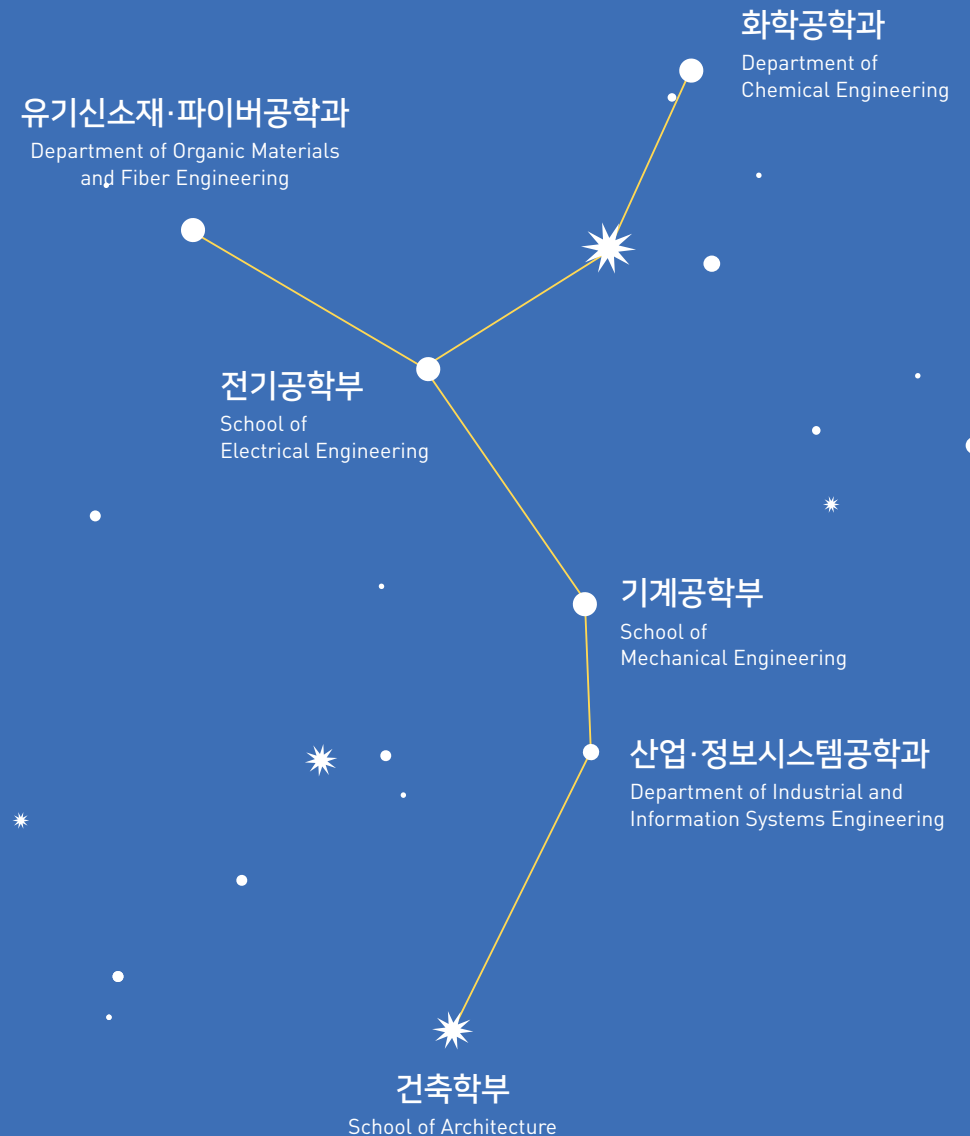 화학공학과
Department of
Chemical Engineering
유기신소재·파이버공학과
Department of Organic Materials
and Fiber Engineering
전기공학부
School of
Electrical Engineering
기계공학부
School of
Mechanical Engineering
산업·정보시스템공학과
Department of Industrial and
Information Systems Engineering
건축학부
School of Architecture